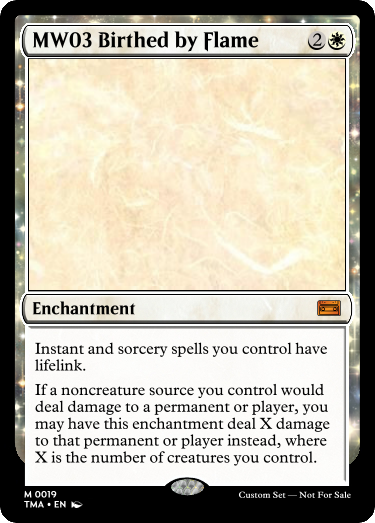 MW03 Birthed by Flame 2
Enchantment
Instant and sorcery spells you control have
lifelink.
If a noncreature source you control would
deal damage to a permanent or player, you
may have this enchantment deal X damage
to that permanent or player instead, where
X is the number of creatures you control.
M 0019
TMA • EN
Custom Set — Not For Sale